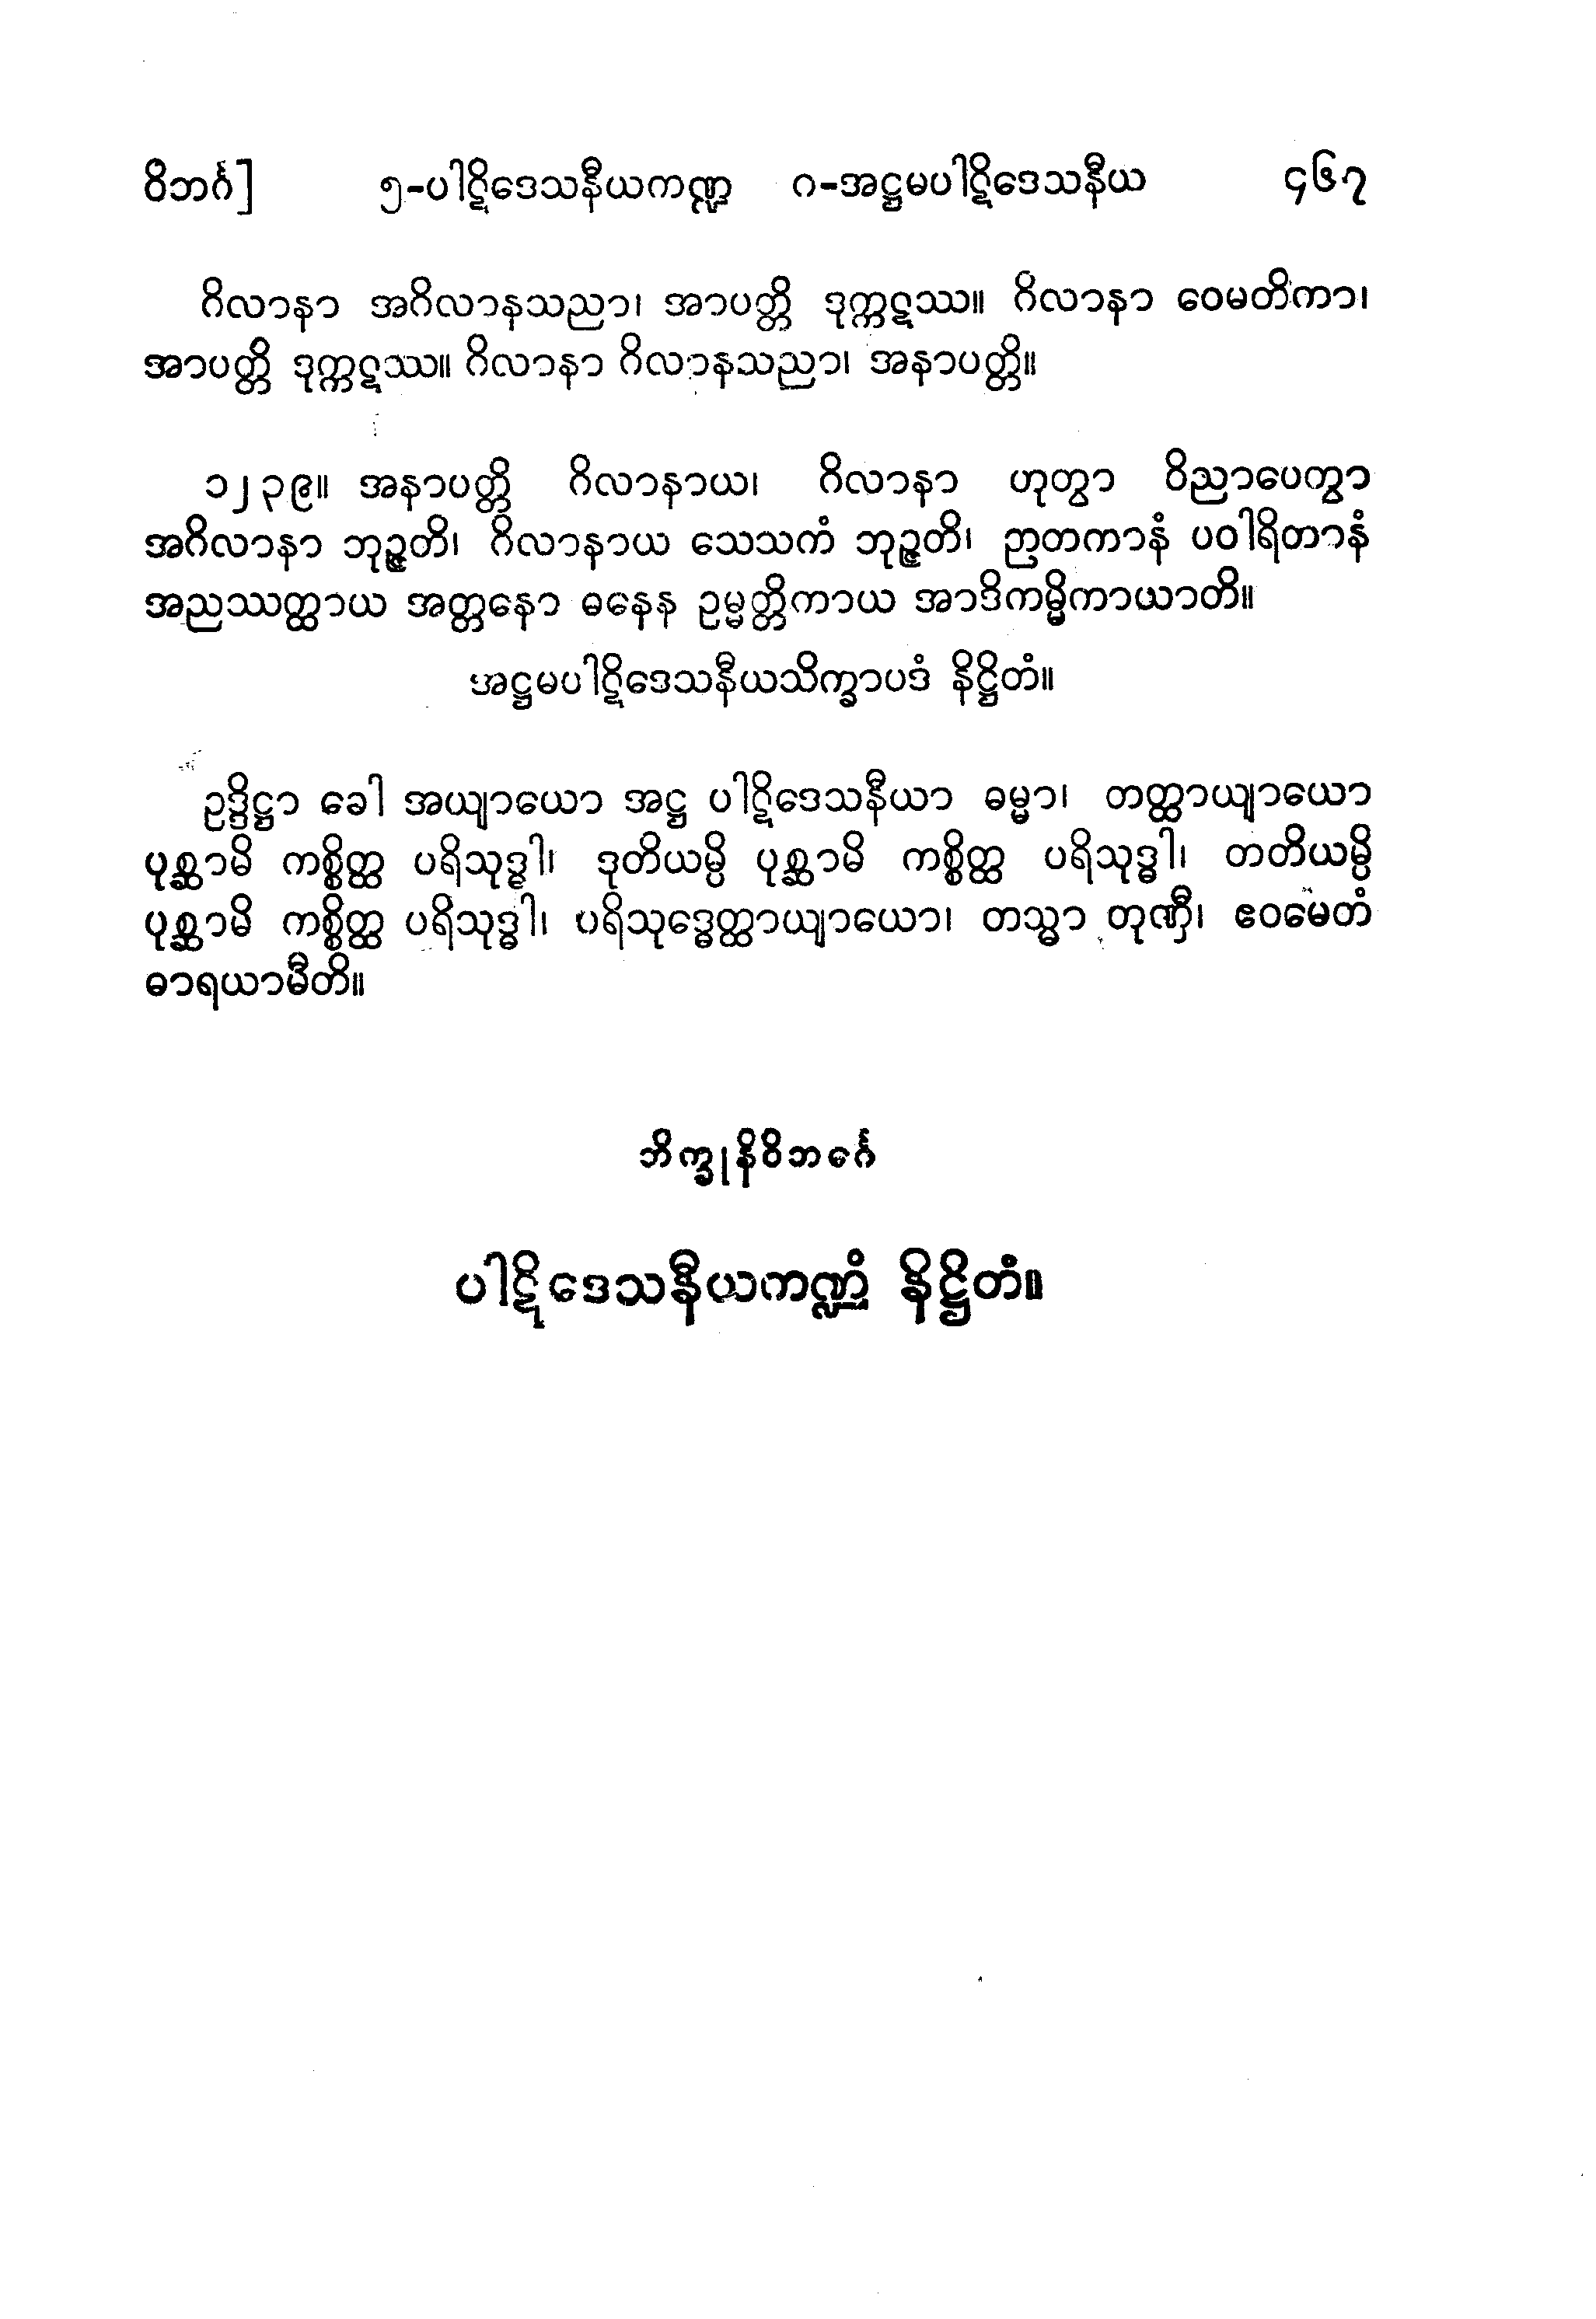 ဝိဘင်္ဂ] ၅-ပါဋိဒေသနီယကဏ္ဍ ဂ-အဋ္ဌမပါဋိဒေသနီယ ၄၆၇
ဂိလာနာ အဂိလာနသညာ၊ အာပတ္တိ ဒုက္ကဋဿ။ ဂိလာနာ ဝေမတိကာ၊
အာပတ္တိ ဒုက္ကဋဿ။ ဂိလာနာ ဂိလာနသညာ၊ အနာပတ္တိ။
၁၂၃၉။ အနာပတ္တိ ဂိလာနာယ၊ ဂိလာနာ ဟုတွာ ဝိညာပေတွာ
အဂိလာနာ ဘုဉ္ဇတိ၊ ဂိလာနာယ သေသကံ ဘုဉ္ဇတိ၊ ဉာတကာနံ ပဝါရိတာနံ
အညဿတ္ထာယ အတ္တနော ဓနေန ဥမ္မတ္တိကာယ အာဒိကမ္မိကာယာတိ။
အဋ္ဌမပါဋိဒေသနီယသိက္ခာပဒံ နိဋ္ဌိတံ။
ဥဒ္ဒိဋ္ဌာ ခေါ အယျာယော အဋ္ဌ ပါဋိဒေသနီယာ ဓမ္မာ၊ တတ္ထာယျာယော
ပုစ္ဆာမိ ကစ္စိတ္ထ ပရိသုဒ္ဓါ၊ ဒုတိယမ္ပိ ပုစ္ဆာမိ ကစ္စိတ္ထ ပရိသုဒ္ဓါ၊ တတိယမ္ပိ
ပုစ္ဆာမိ ကစ္စိတ္ထ ပရိသုဒ္ဓါ၊ ပရိသုဒ္ဓေတ္ထာယျာယော၊ တသ္မာ တုဏှီ၊ ဧဝမေတံ
ဓာရယာမီတိ။
ဘိက္ခုနိဝိဘင်္ဂေ
ပါဋိဒေသနီယကဏ္ဍံ နိဋ္ဌိတံ။